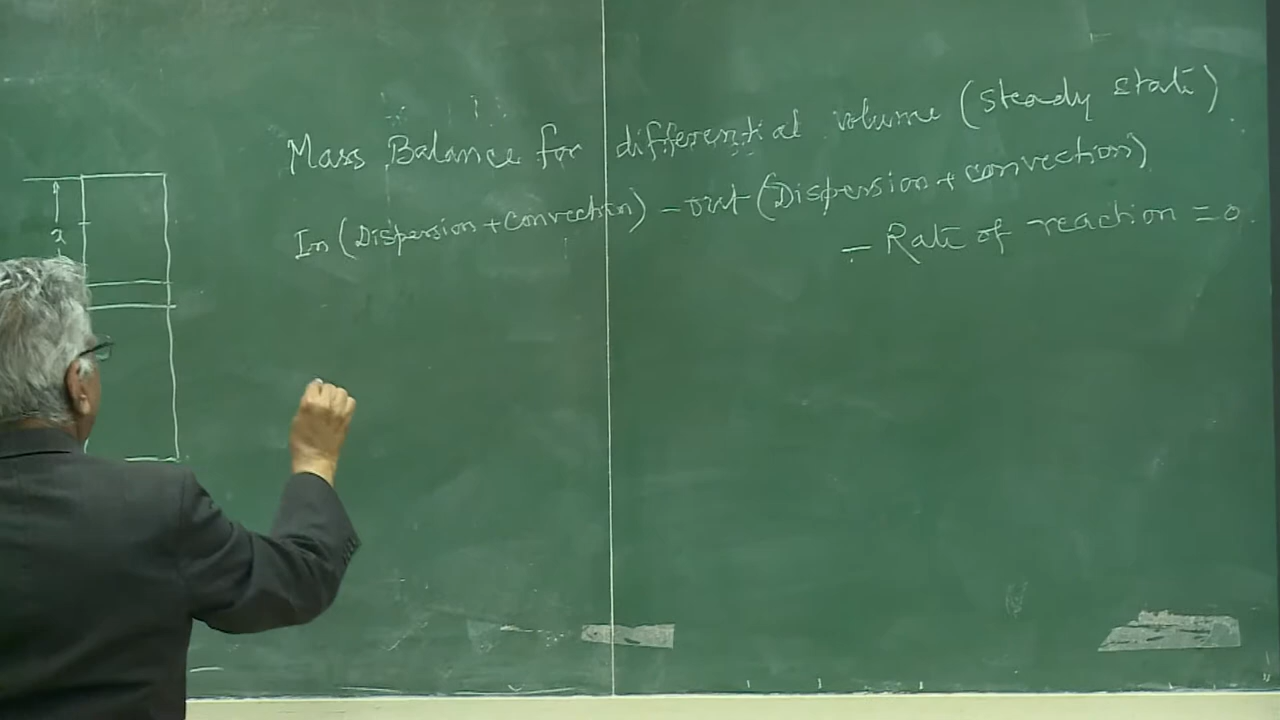 Mass Balance for differential volume (steady state)
In (Dispersion + Convection) - out (Dispersion + convection)
- Rate of reaction = 0.